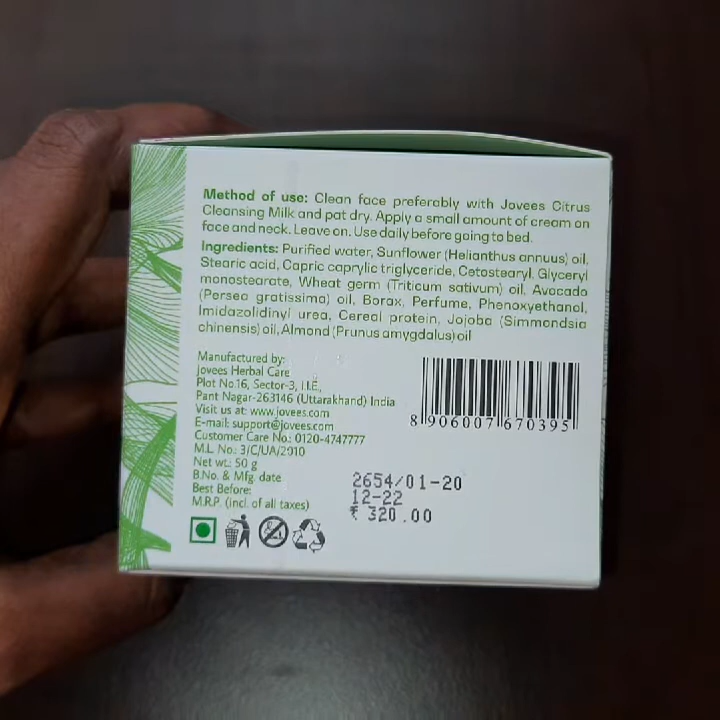 Method of use: Clean face preferably with Jovees Citrus
Cleansing Milk and pat dry. Apply a small amount of cream on
face and neck. Leave on. Use daily before going to bed.
Ingredients: Purified water, Sunflower (Helianthus annuus) oil,
Stearic acid, Capric caprylic triglyceride, Cetostearyl, Glyceryl
monostearate, Wheat germ (Triticum sativum) oil, Avocado
(Persea gratissima) oil, Borax, Perfume, Phenoxyethanol,
Imidazolidinyl urea, Cereal protein, Jojoba (Simmondsia
chinensis) oil, Almond (Prunus amygdalus) oil
Manufactured by:
Jovees Herbal Care
Plot No.16, Sector-3, I.I.E.,
Pant Nagar-263146 (Uttarakhand) India
Visit us at: www.jovees.com
E-mail: support@jovees.com
Customer Care No.: 0120-4747777
M.L. No.: 3/C/UA/2010
Net wt.: 50 g
B.No. & Mfg. date 2654/01-20
Best Before: 12-22
M.R.P. (incl. of all taxes) ₹ 320.00
8 906007 670395